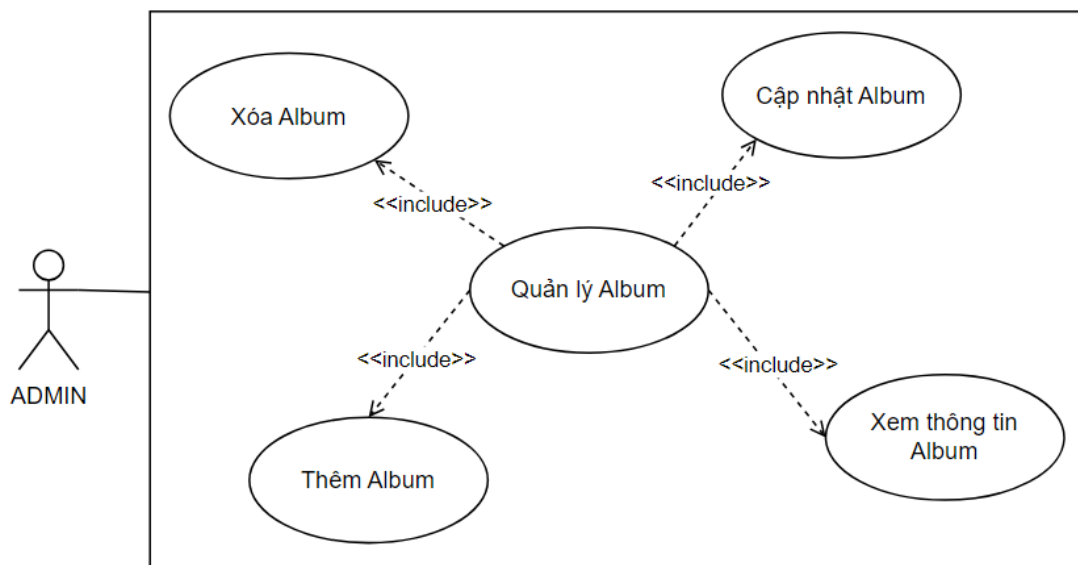 Xóa Album
Cập nhật Album
<<include>>
<<include>>
Quản lý Album
<<include>>
<<include>>
ADMIN
Thêm Album
Xem thông tin
Album